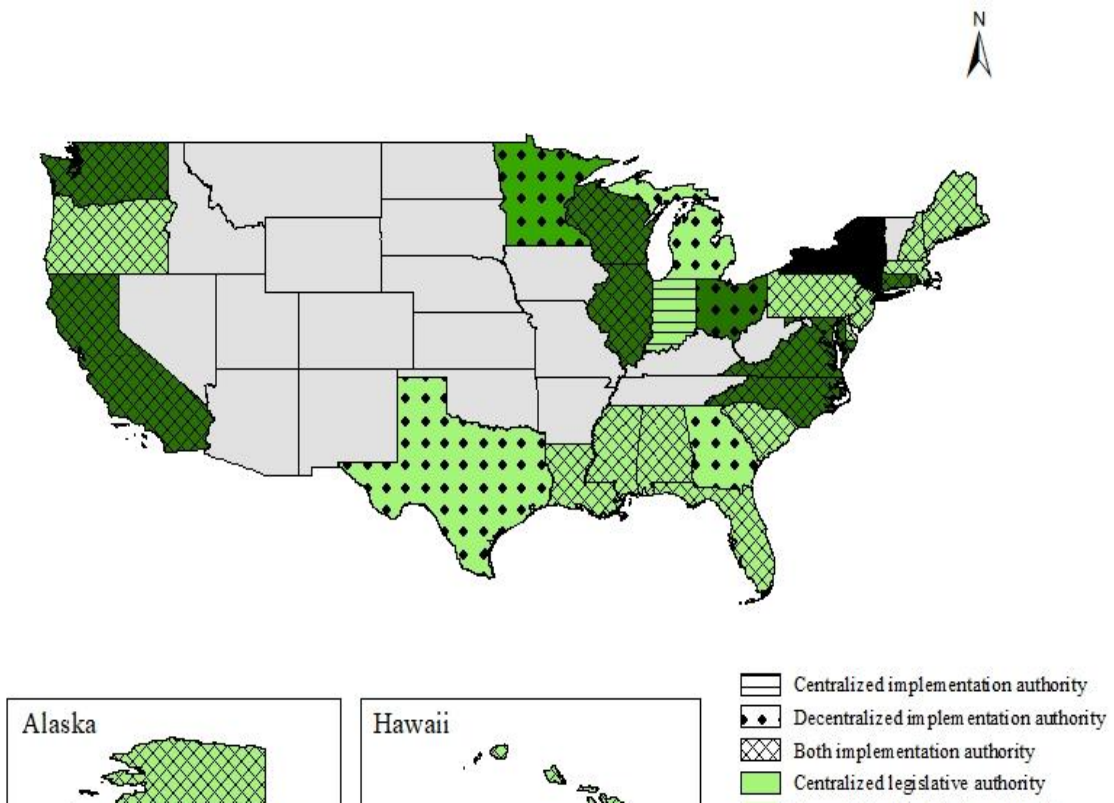 N
Centralized implementation authority
Alaska
Hawaii
Decentralized implementation authority
Both implementation authority
Centralized legislative authority